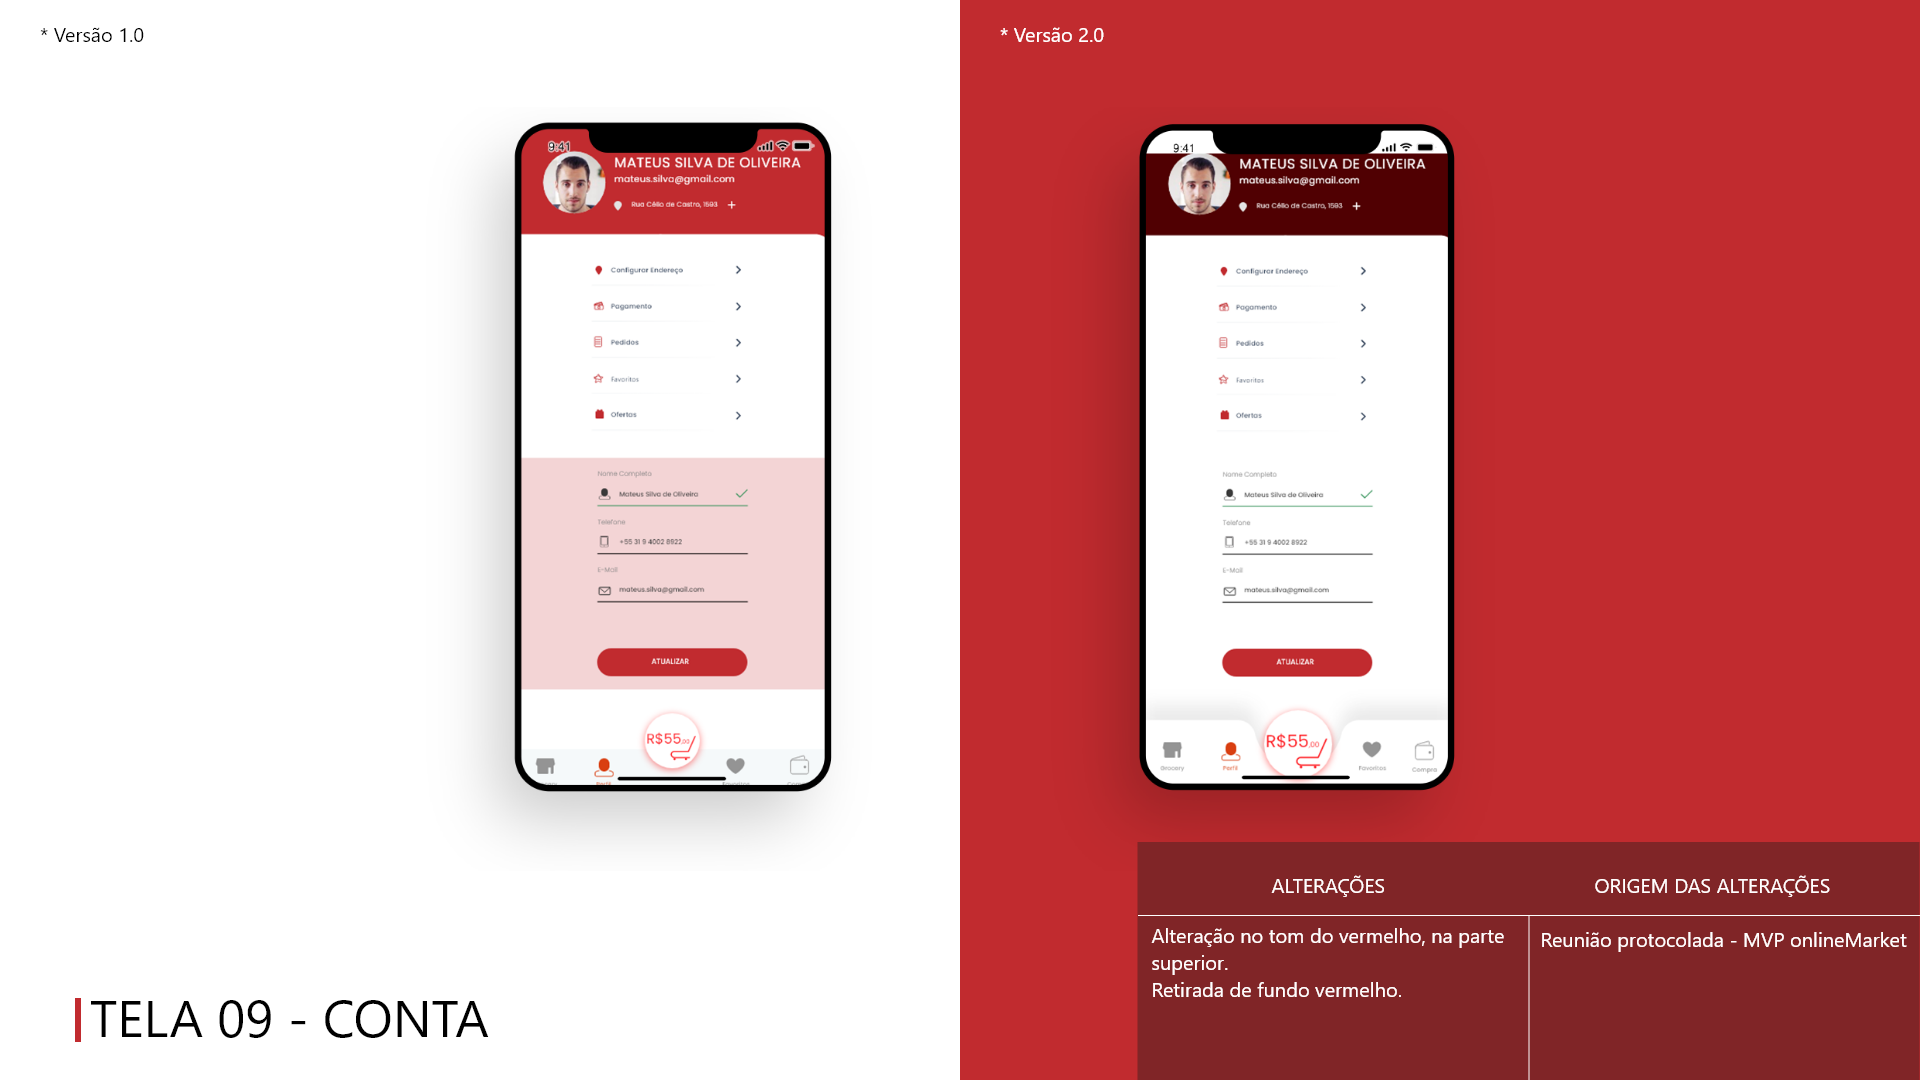 * Versão 1.0
9:41
MATEUS SILVA DE OLIVEIRA
mateus.silva@gmail.com
Rua Célio de Castro, 1593 +
Configurar Endereço
Pagamento
Pedidos
Favoritos
Ofertas
Nome Completo
Mateus Silva de Oliveira
Telefone
+55 31 9 4002 8922
E-Mail
mateus.silva@gmail.com
ATUALIZAR
R$55,00
TELA 09 - CONTA
* Versão 2.0
9:41
MATEUS SILVA DE OLIVEIRA
mateus.silva@gmail.com
Rua Célio de Castro, 1593 +
Configurar Endereço
Pagamento
Pedidos
Favoritos
Ofertas
Nome Completo
Mateus Silva de Oliveira
Telefone
+55 31 9 4002 8922
E-Mail
mateus.silva@gmail.com
ATUALIZAR
R$55,00
Grocery
Perfil
Favoritos
Compra
ALTERAÇÕES
Alteração no tom do vermelho, na parte
superior.
Retirada de fundo vermelho.
ORIGEM DAS ALTERAÇÕES
Reunião protocolada - MVP onlineMarket